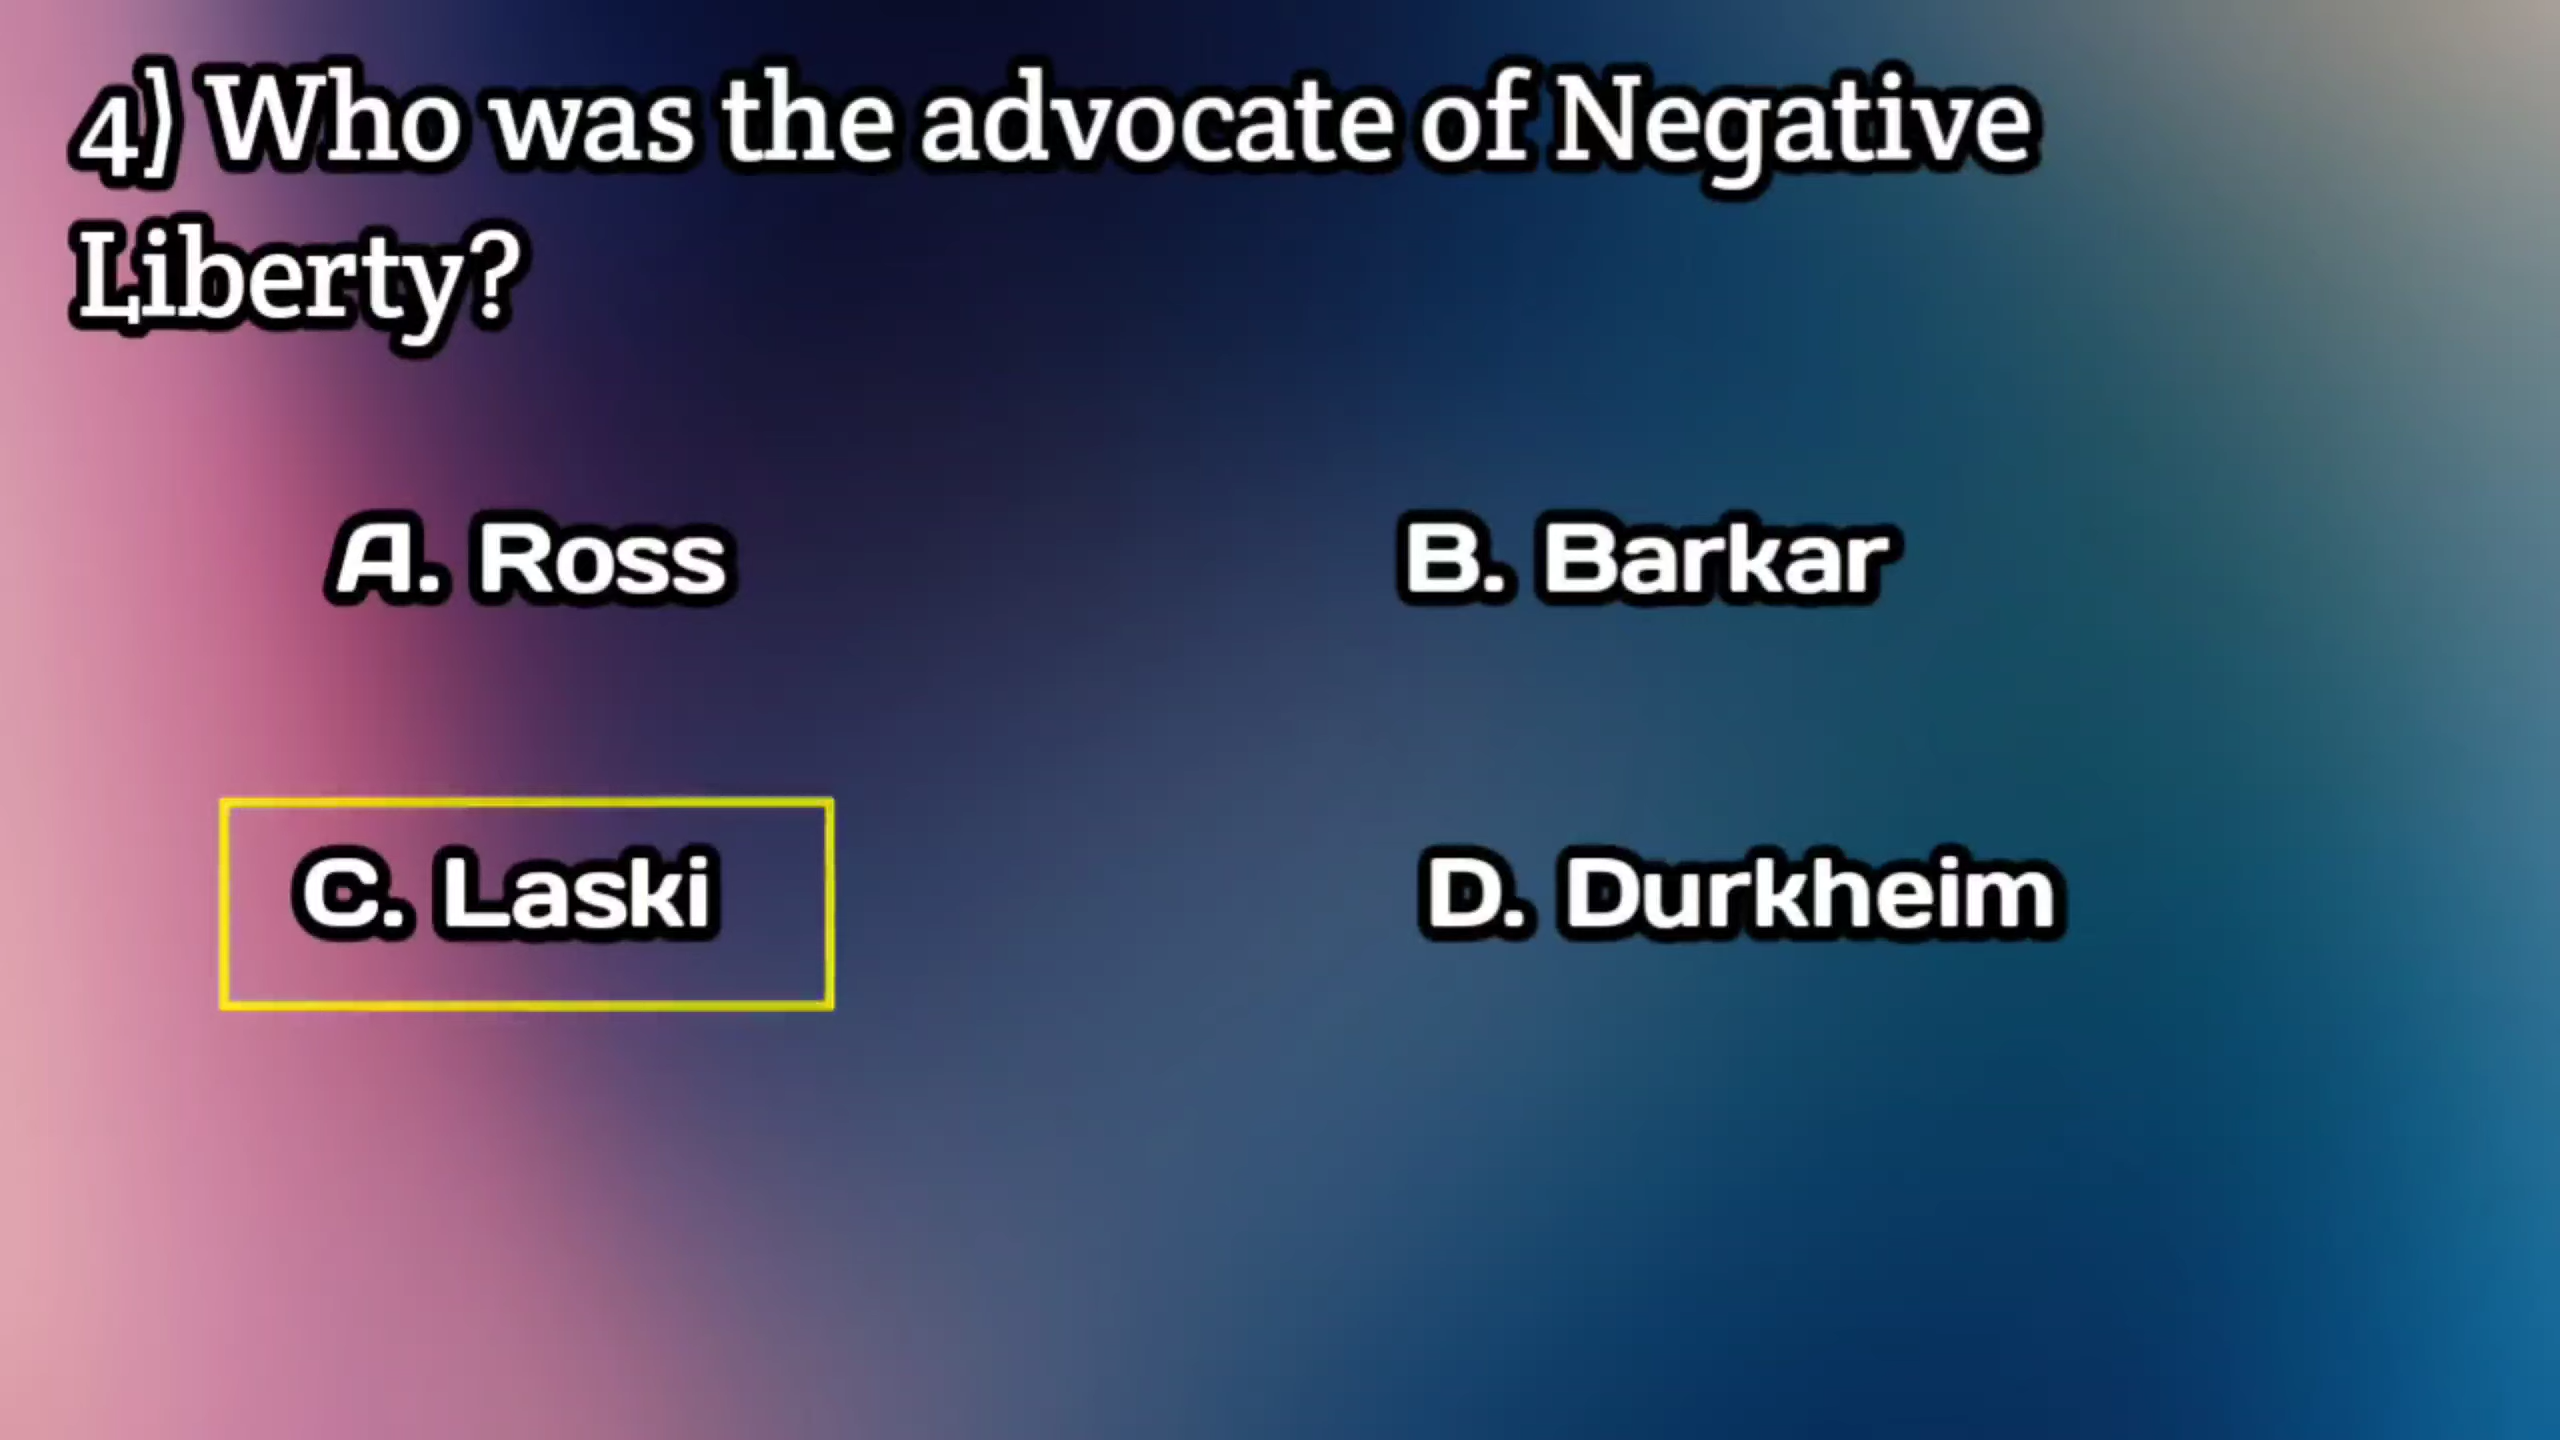 4) Who was the advocate of Negative
Liberty?
A. Ross
B. Barkar
C. Laski
D. Durkheim